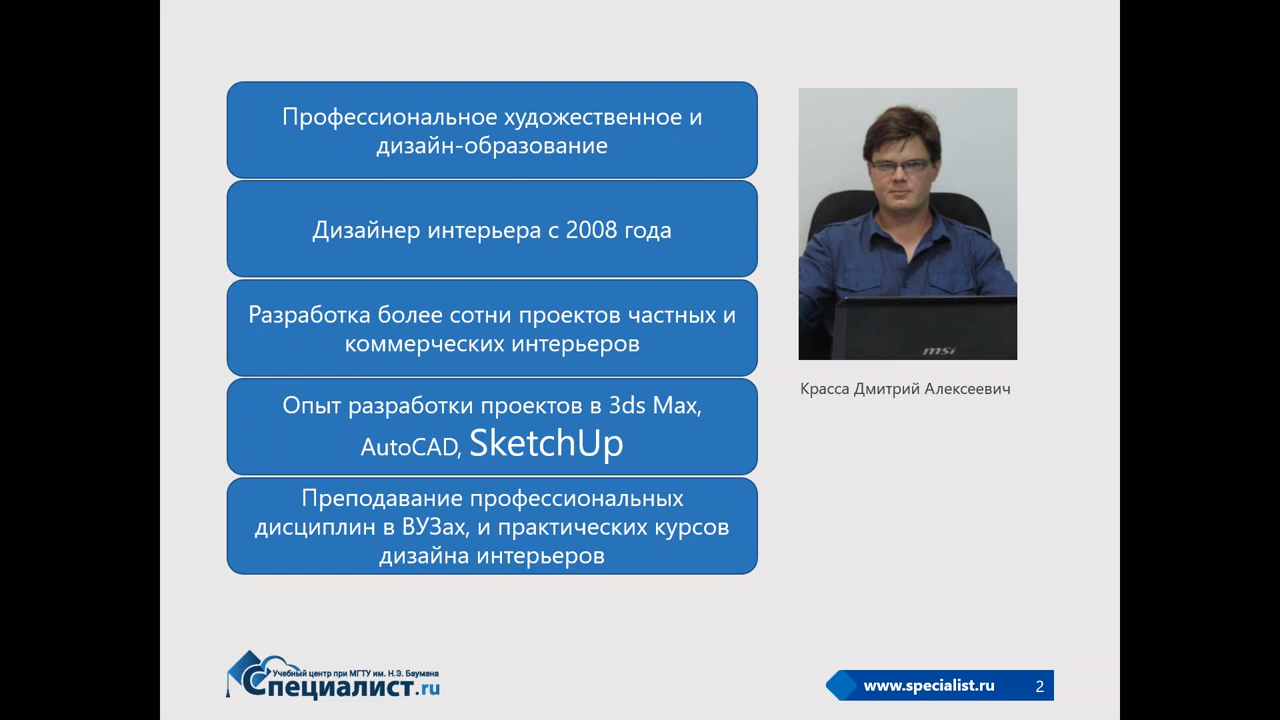 Профессиональное художественное и
дизайн-образование
Дизайнер интерьера с 2008 года
Разработка более сотни проектов частных и
коммерческих интерьеров
Опыт разработки проектов в 3ds Max,
AutoCAD, SketchUp
Преподавание профессиональных
дисциплин в ВУЗах, и практических курсов
дизайна интерьеров
msi
Красса Дмитрий Алексеевич
Учебный центр при МГТУ им. Н.Э. Баумана
Специалист.ru
www.specialist.ru 2